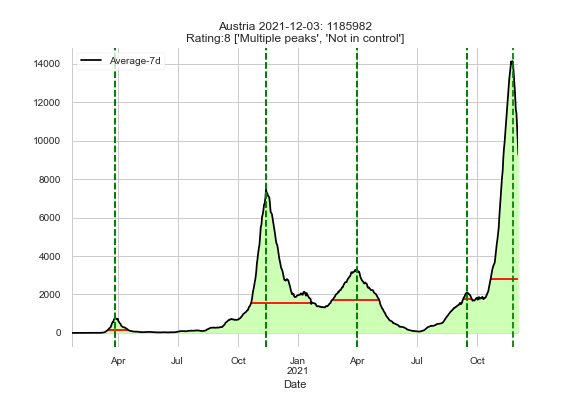 Austria 2021-12-03: 1185982
Rating:8 ['Multiple peaks', 'Not in control']
Average-7d
14000
12000
10000
8000
6000
4000
2000
0
Apr Jul Oct Jan Apr Jul Oct
2021
Date